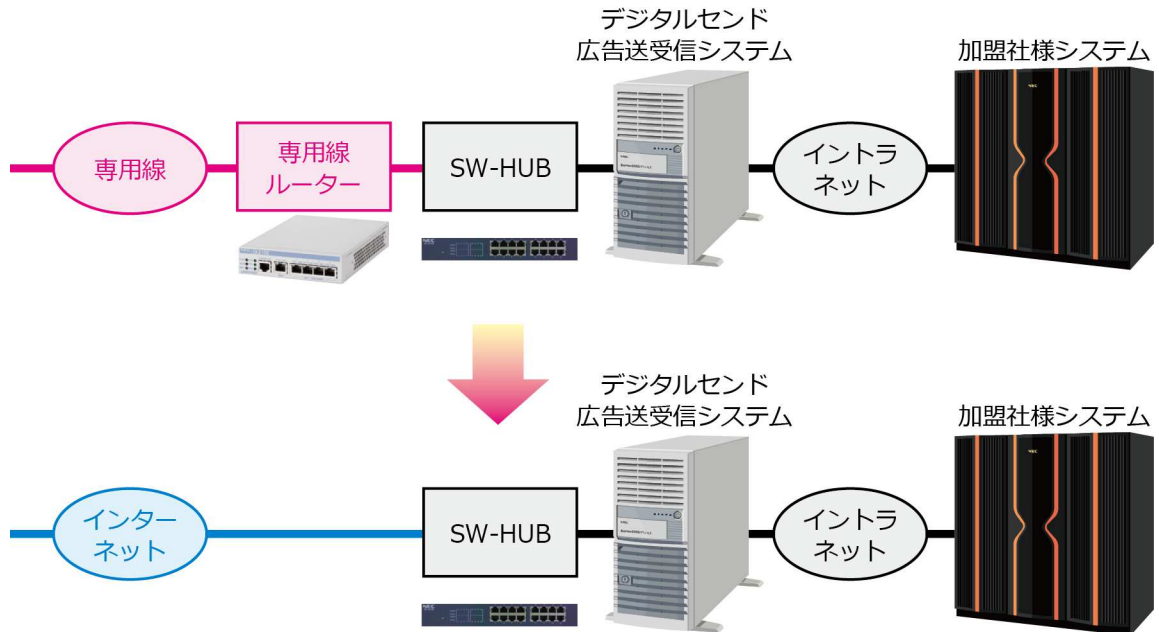 デジタルセンド
広告送受信システム
加盟社様システム
専用線
専用線
ルーター
SW-HUB
イントラ
ネット
NEC
NEC
デジタルセンド
広告送受信システム
加盟社様システム
インター
ネット
SW-HUB
イントラ
ネット
NEC
NEC